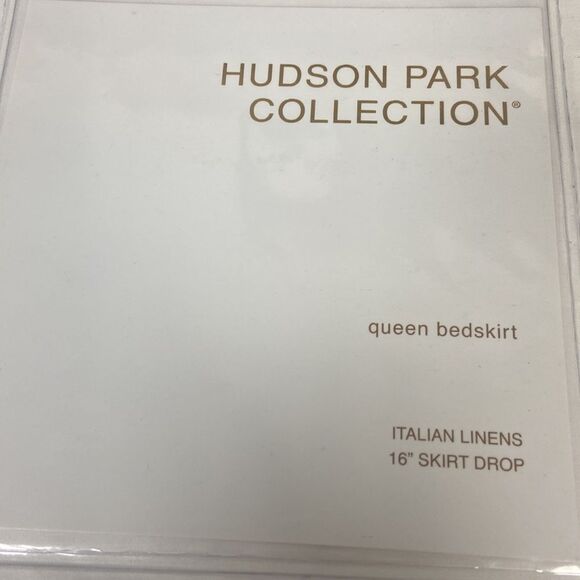 HUDSON PARK
COLLECTION®
queen bedskirt
ITALIAN LINENS
16" SKIRT DROP